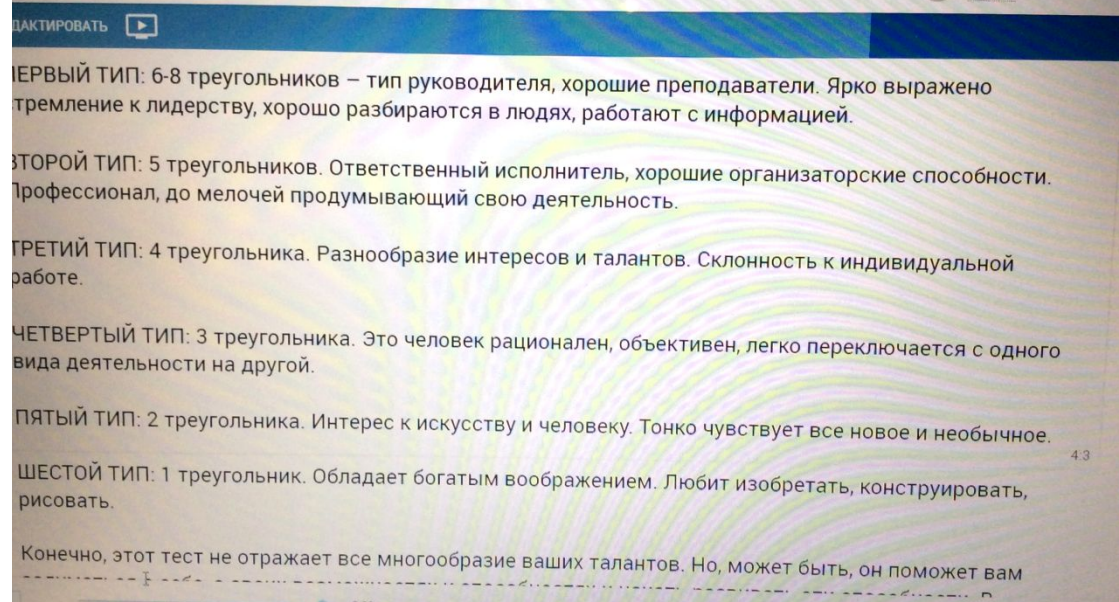 ДАКТИРОВАТЬ
ПЕРВЫЙ ТИП: 6-8 треугольников – тип руководителя, хорошие преподаватели. Ярко выражено
стремление к лидерству, хорошо разбираются в людях, работают с информацией.
ВТОРОЙ ТИП: 5 треугольников. Ответственный исполнитель, хорошие организаторские способности.
Профессионал, до мелочей продумывающий свою деятельность.
ТРЕТИЙ ТИП: 4 треугольника. Разнообразие интересов и талантов. Склонность к индивидуальной
работе.
ЧЕТВЕРТЫЙ ТИП: 3 треугольника. Это человек рационален, объективен, легко переключается с одного
вида деятельности на другой.
ПЯТЫЙ ТИП: 2 треугольника. Интерес к искусству и человеку. Тонко чувствует все новое и необычное.
4:3
ШЕСТОЙ ТИП: 1 треугольник. Обладает богатым воображением. Любит изобретать, конструировать,
рисовать.
Конечно, этот тест не отражает все многообразие ваших талантов. Но, может быть, он поможет вам